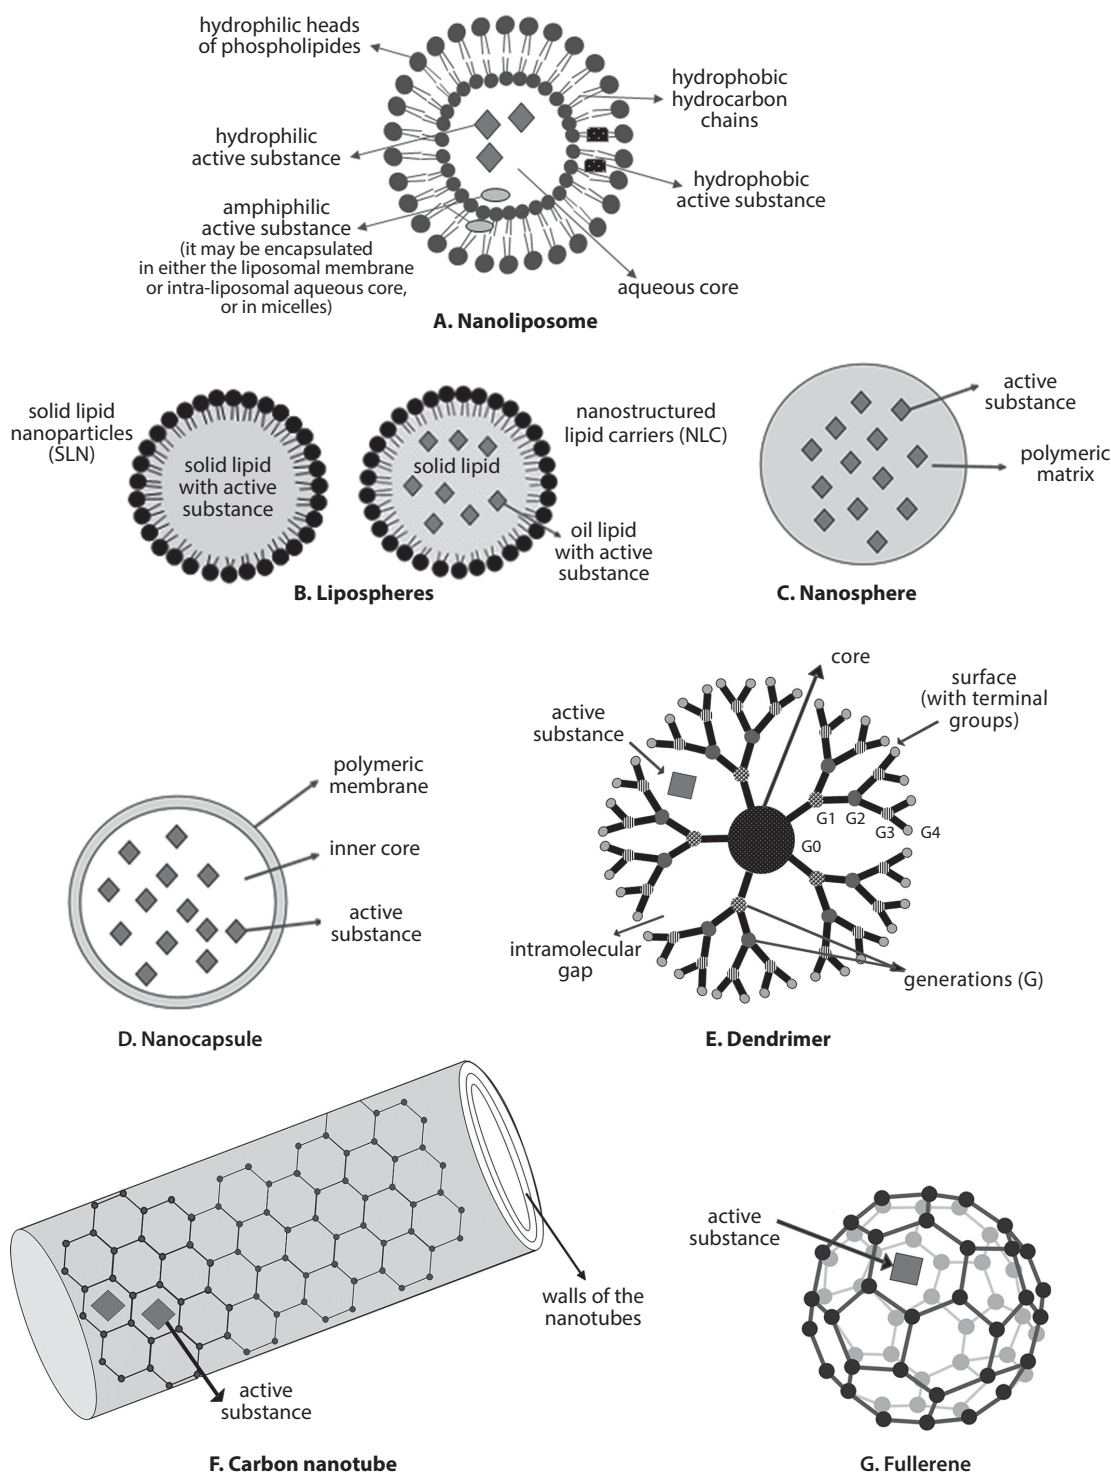 hydrophilic heads
of phospholipides
hydrophobic
hydrocarbon
chains
hydrophilic
active substance
hydrophobic
active substance
amphiphilic
active substance
(it may be encapsulated
in either the liposomal membrane
or intra-liposomal aqueous core,
or in micelles)
aqueous core
A. Nanoliposome
solid lipid
nanoparticles
(SLN)
solid lipid
with active
substance
solid lipid
nanostructured
lipid carriers (NLC)
oil lipid
with active
substance
B. Lipospheres
active
substance
polymeric
matrix
C. Nanosphere
polymeric
membrane
inner core
active
substance
D. Nanocapsule
core
surface
(with terminal
groups)
active
substance
G0
G1
G2
G3
G4
intramolecular
gap
generations (G)
E. Dendrimer
walls of the
nanotubes
active
substance
F. Carbon nanotube
active
substance
G. Fullerene